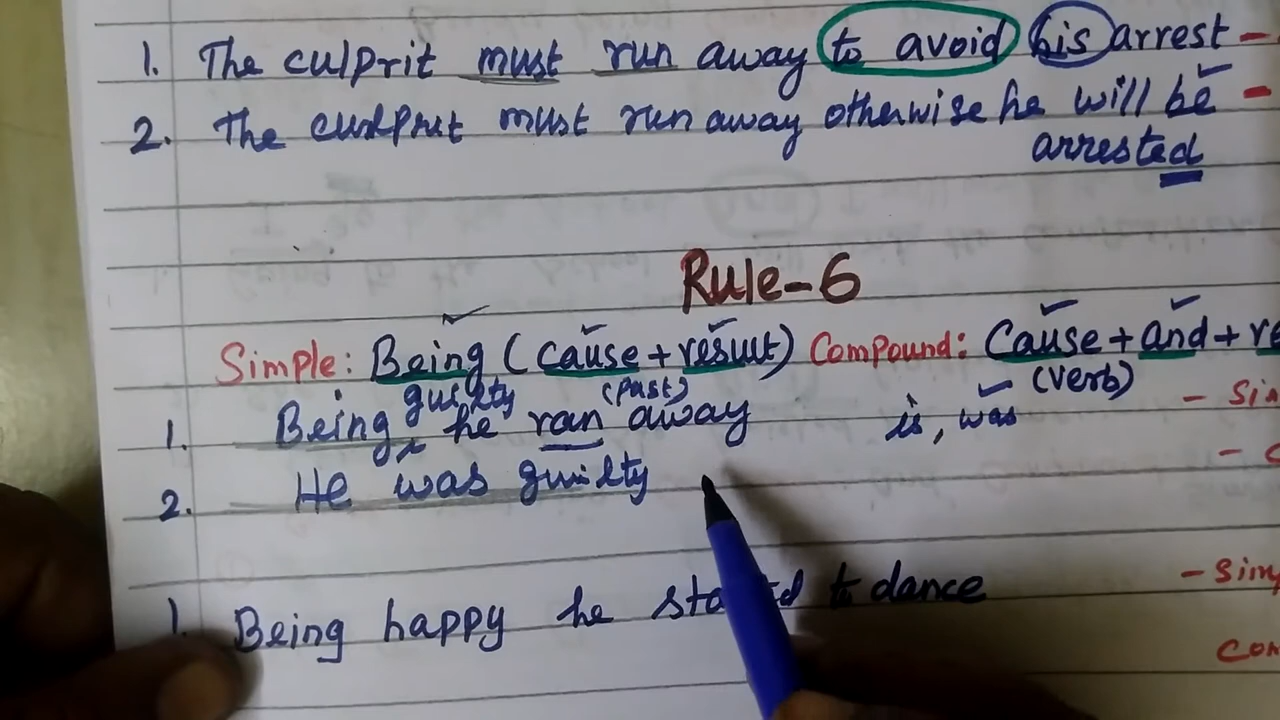 1. The culprit must run away to avoid his arrest -
2. The culprit must run away otherwise he will be -
arrested
Rule-6
Simple: Being (cause + result) Compound: Cause + and + re
guilty (past) (verb)
1. Being he ran away is, was - Sim
2. He was guilty - C
1. Being happy he to dance - Simp
Com